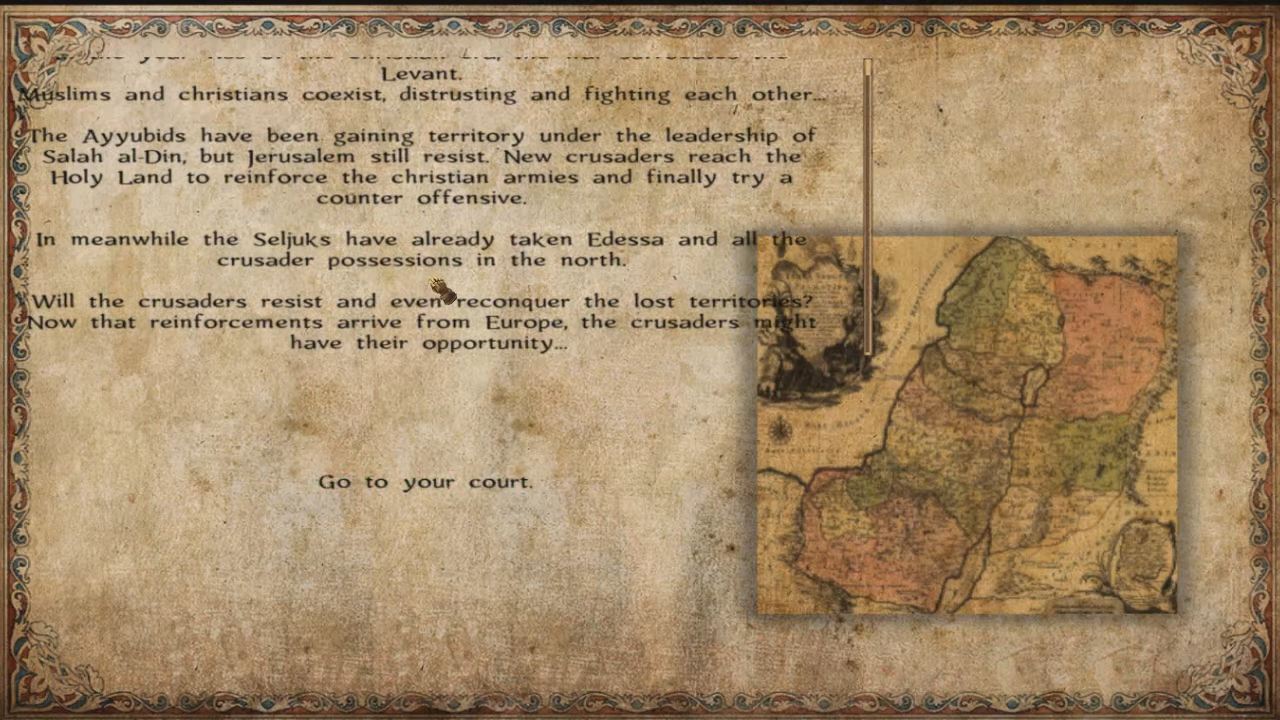 Levant.
Muslims and christians coexist, distrusting and fighting each other...
The Ayyubids have been gaining territory under the leadership of
Salah al-Din, but Jerusalem still resist. New crusaders reach the
Holy Land to reinforce the christian armies and finally try a
counter offensive.
In meanwhile the Seljuks have already taken Edessa and all the
crusader possessions in the north.
Will the crusaders resist and even reconquer the lost territories?
Now that reinforcements arrive from Europe, the crusaders might
have their opportunity...
Go to your court.